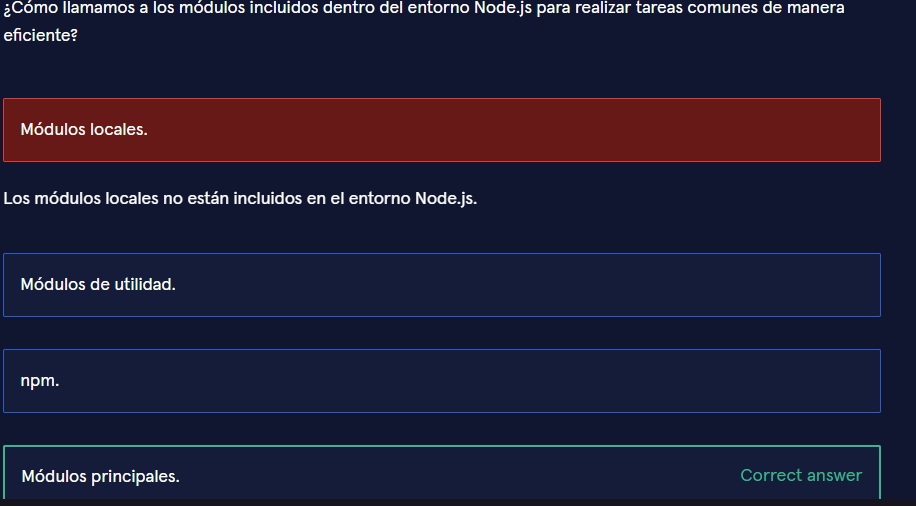 ¿Cómo llamamos a los módulos incluidos dentro del entorno Node.js para realizar tareas comunes de manera
eficiente?
Módulos locales.
Los módulos locales no están incluidos en el entorno Node.js.
Módulos de utilidad.
npm.
Módulos principales.
Correct answer